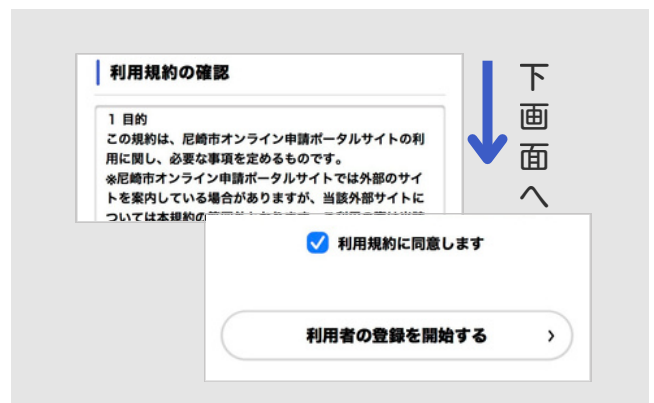 利用規約の確認
1 目的
この規約は、尼崎市オンライン申請ポータルサイトの利
用に関し、必要な事項を定めるものです。
※尼崎市オンライン申請ポータルサイトでは外部のサイ
トを案内している場合がありますが、当該外部サイトに
ついては本規約の
下画面へ
利用規約に同意します
利用者の登録を開始する